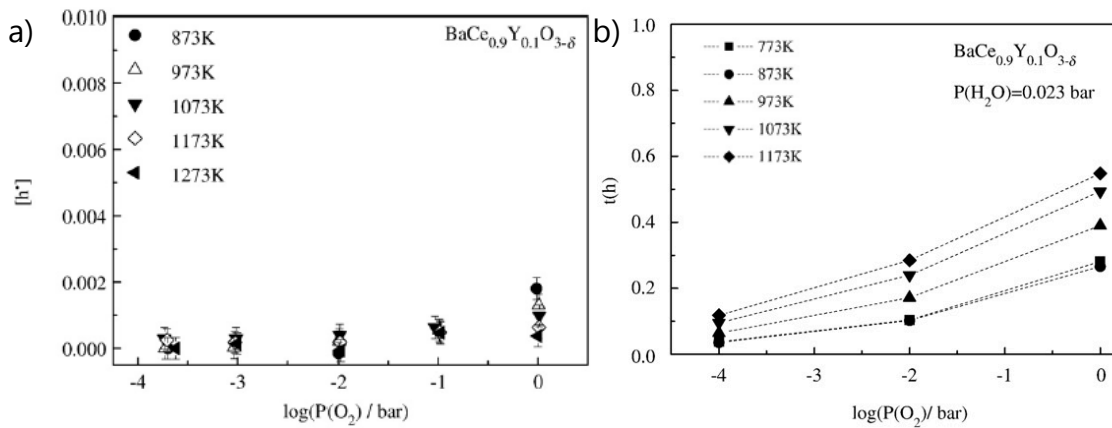 a)
0.010
0.008
0.006
0.004
0.002
0.000
[h•]
873K
973K
1073K
1173K
1273K
BaCe0.9Y0.1O3-δ
-4 -3 -2 -1 0
log(P(O2) / bar)
b)
1.0
0.8
0.6
0.4
0.2
0.0
t(h)
773K
873K
973K
1073K
1173K
BaCe0.9Y0.1O3-δ
P(H2O)=0.023 bar
-4 -3 -2 -1 0
log(P(O2)/ bar)